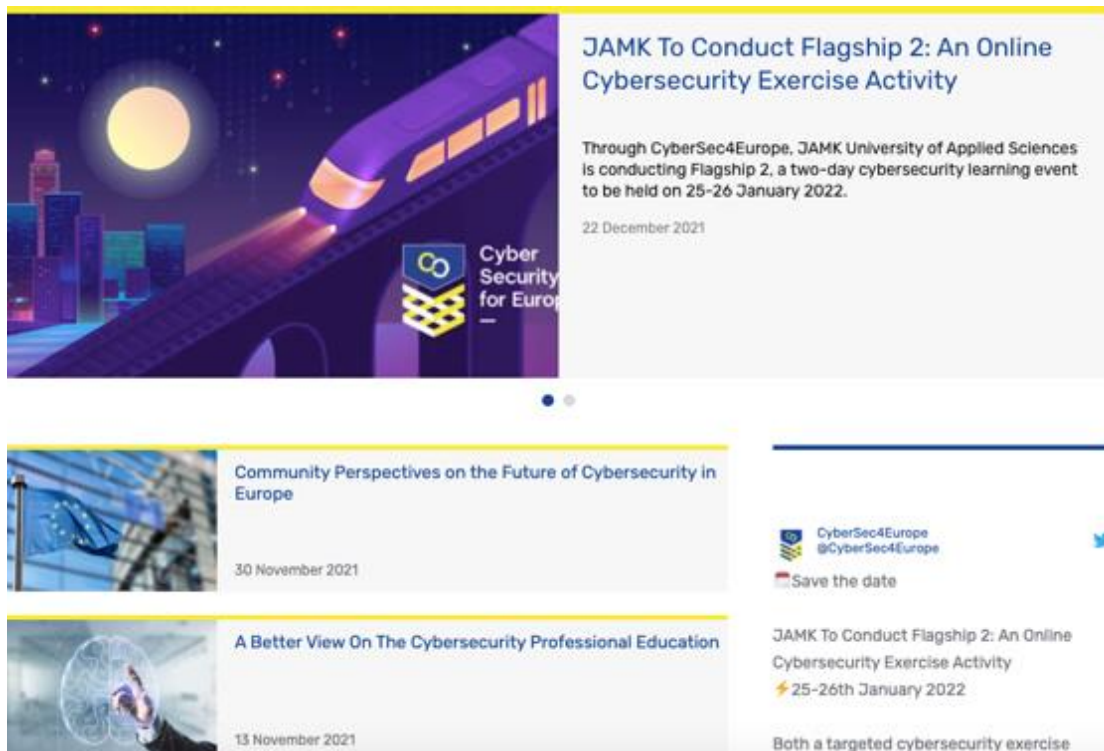 JAMK To Conduct Flagship 2: An Online
Cybersecurity Exercise Activity
Through CyberSec4Europe, JAMK University of Applied Sciences
is conducting Flagship 2, a two-day cybersecurity learning event
to be held on 25-26 January 2022.
22 December 2021
Cyber
Security
for Euro
Community Perspectives on the Future of Cybersecurity in
Europe
30 November 2021
A Better View On The Cybersecurity Professional Education
13 November 2021
CyberSec4Europe
@CyberSec4Europe
Save the date
JAMK To Conduct Flagship 2: An Online
Cybersecurity Exercise Activity
⚡25-26th January 2022
Both a targeted cybersecurity exercise